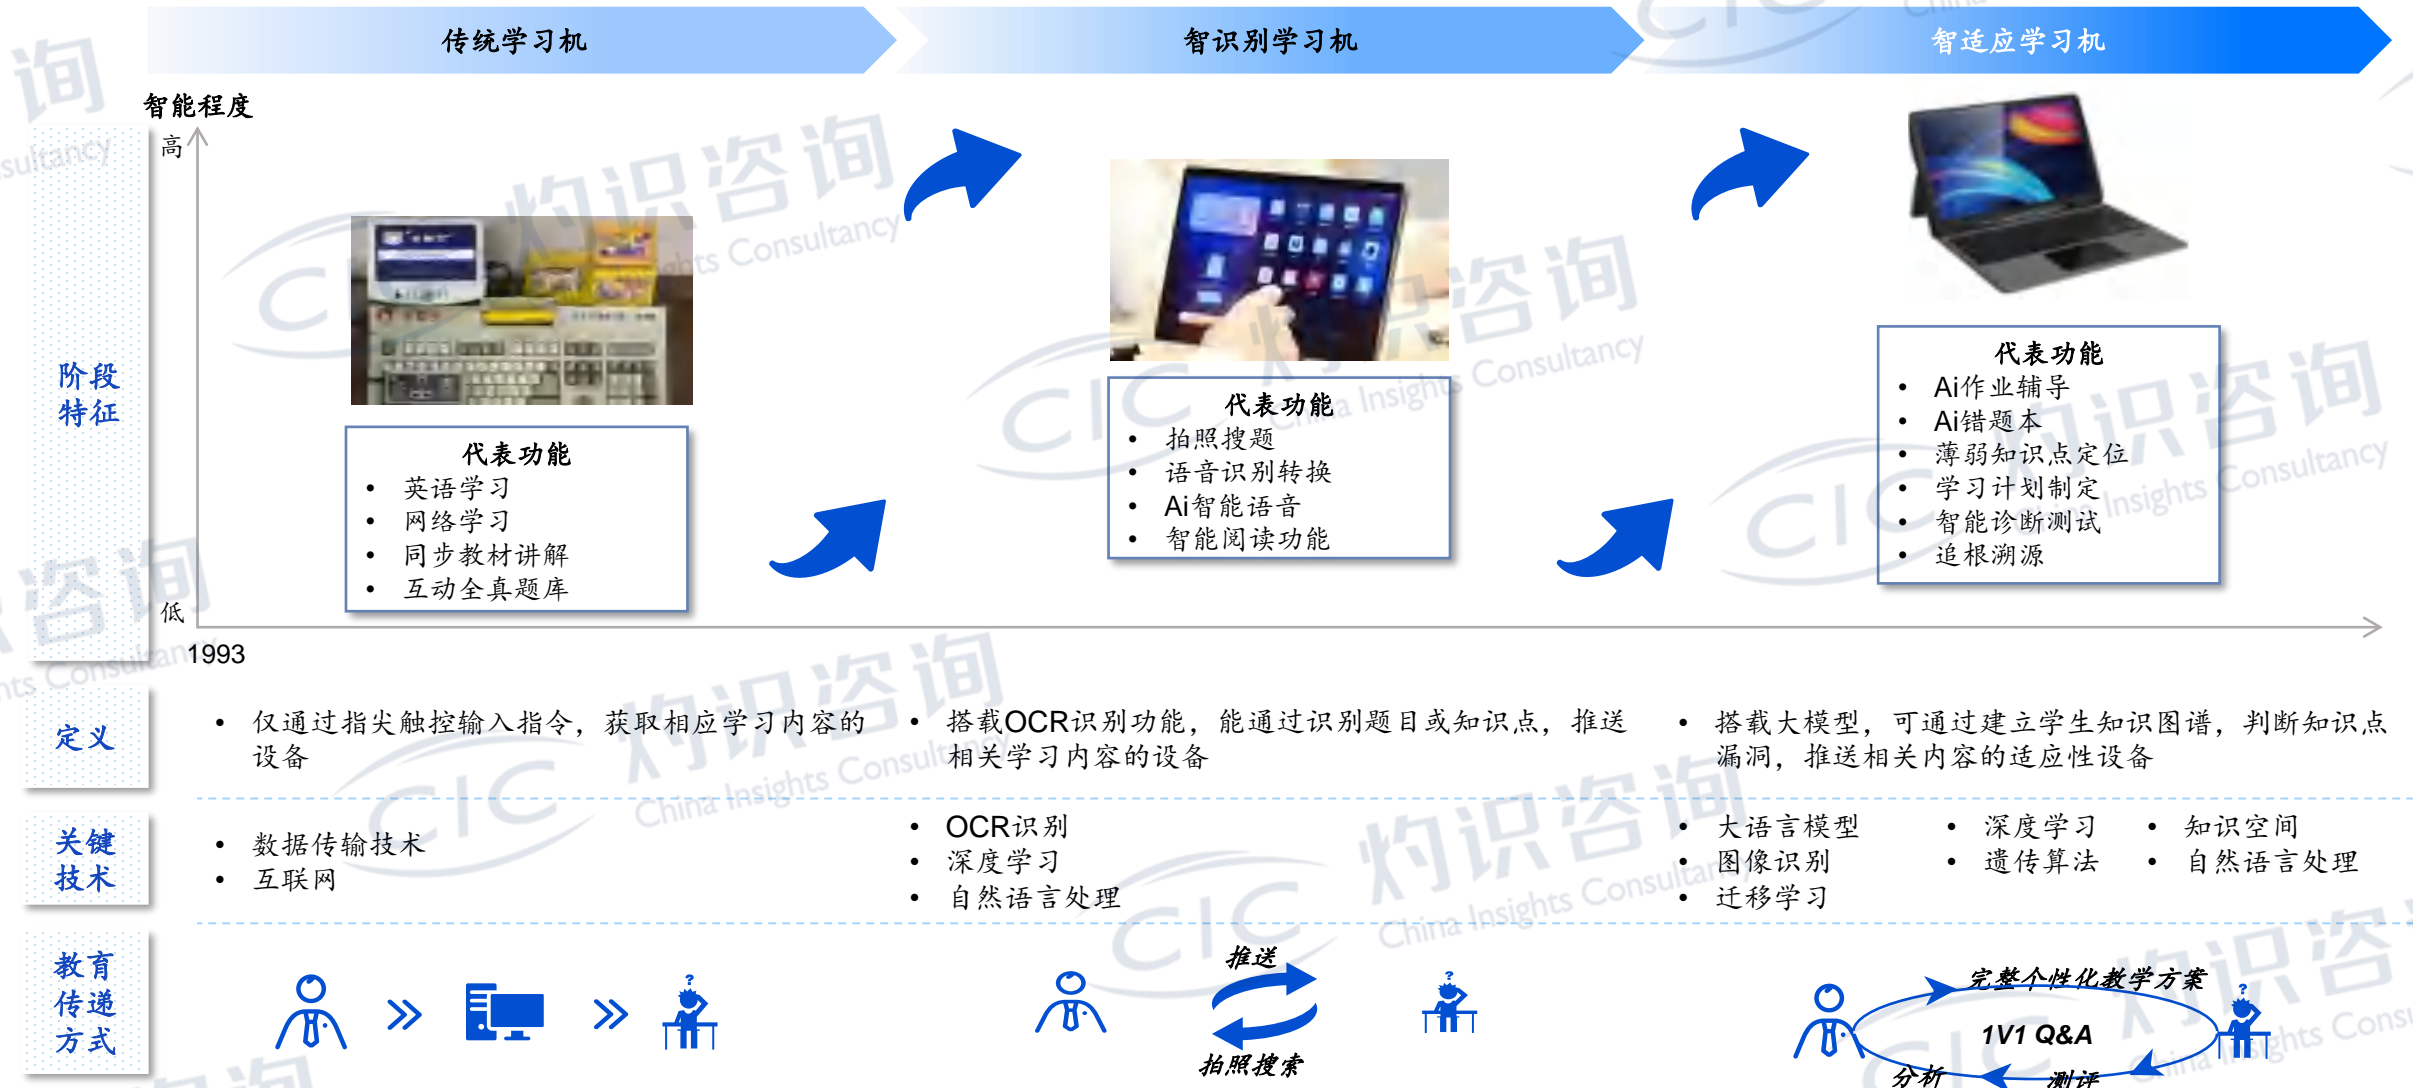 传统学习机
智识别学习机
智适应学习机
智能程度
高
低
1993
阶段
特征
代表功能
• 英语学习
• 网络学习
• 同步教材讲解
• 互动全真题库
代表功能
• 拍照搜题
• 语音识别转换
• Ai智能语音
• 智能阅读功能
代表功能
• Ai作业辅导
• Ai错题本
• 薄弱知识点定位
• 学习计划制定
• 智能诊断测试
• 追根溯源
定义
• 仅通过指尖触控输入指令，获取相应学习内容的
设备
• 搭载OCR识别功能，能通过识别题目或知识点，推送
相关学习内容的设备
• 搭载大模型，可通过建立学生知识图谱，判断知识点
漏洞，推送相关内容的适应性设备
关键
技术
• 数据传输技术
• 互联网
• OCR识别
• 深度学习
• 自然语言处理
• 大语言模型
• 图像识别
• 迁移学习
• 深度学习
• 遗传算法
• 知识空间
• 自然语言处理
教育
传递
方式
推送
拍照搜索
完整个性化教学方案
1V1 Q&A
分析
测评
CIC 灼识咨询
China Insights Consultancy